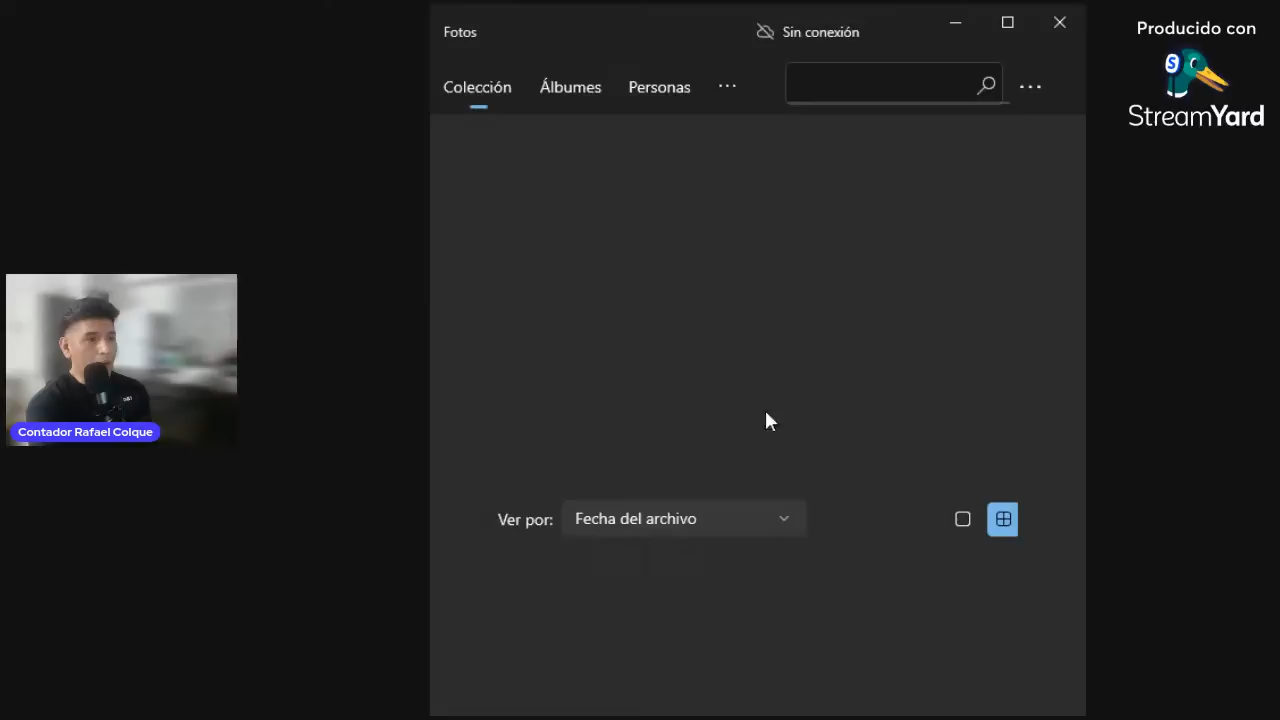 Fotos
Sin conexión
Producido con
StreamYard
Colección Álbumes Personas
Contador Rafael Colque
Ver por: Fecha del archivo